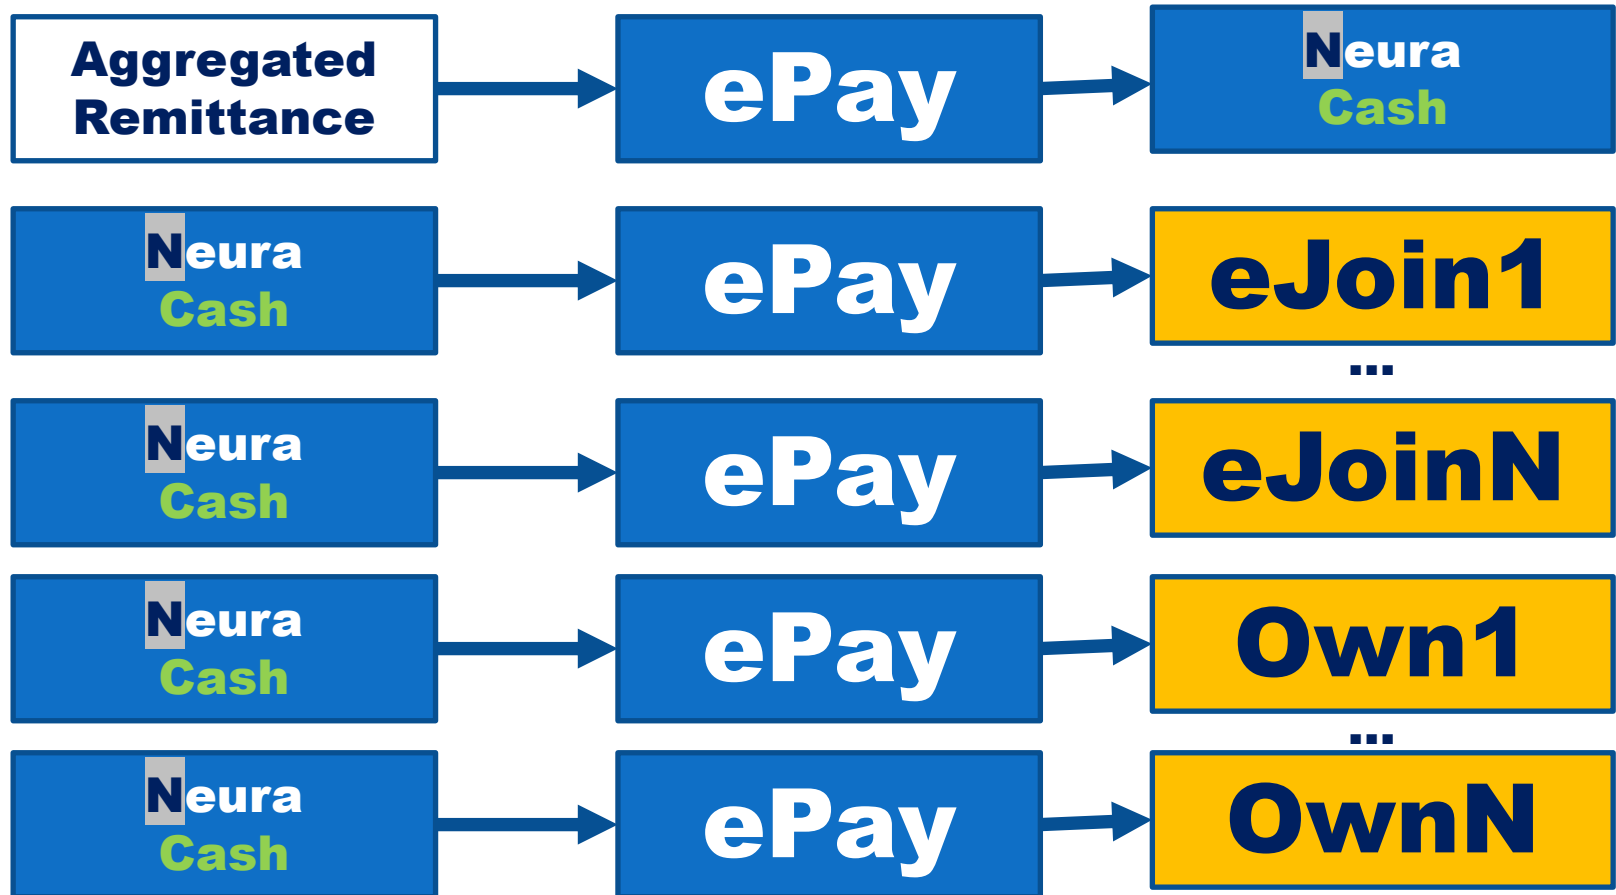 Aggregated
Remittance
ePay
Neura
Cash
Neura
Cash
ePay
eJoin1
...
Neura
Cash
ePay
eJoinN
Neura
Cash
ePay
Own1
...
Neura
Cash
ePay
OwnN